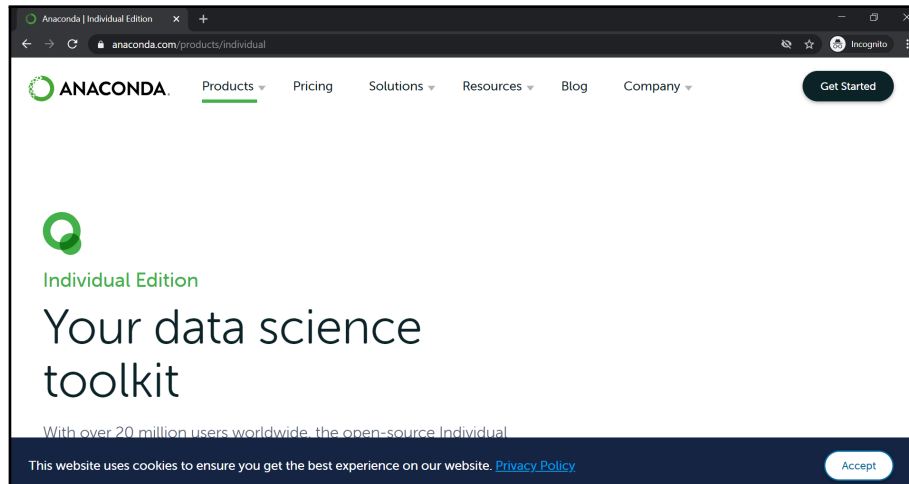 Anaconda | Individual Edition
anaconda.com/products/individual
Incognito
ANACONDA.
Products
Pricing
Solutions
Resources
Blog
Company
Get Started
Individual Edition
Your data science
toolkit
With over 20 million users worldwide, the open-source Individual
This website uses cookies to ensure you get the best experience on our website. Privacy Policy
Accept